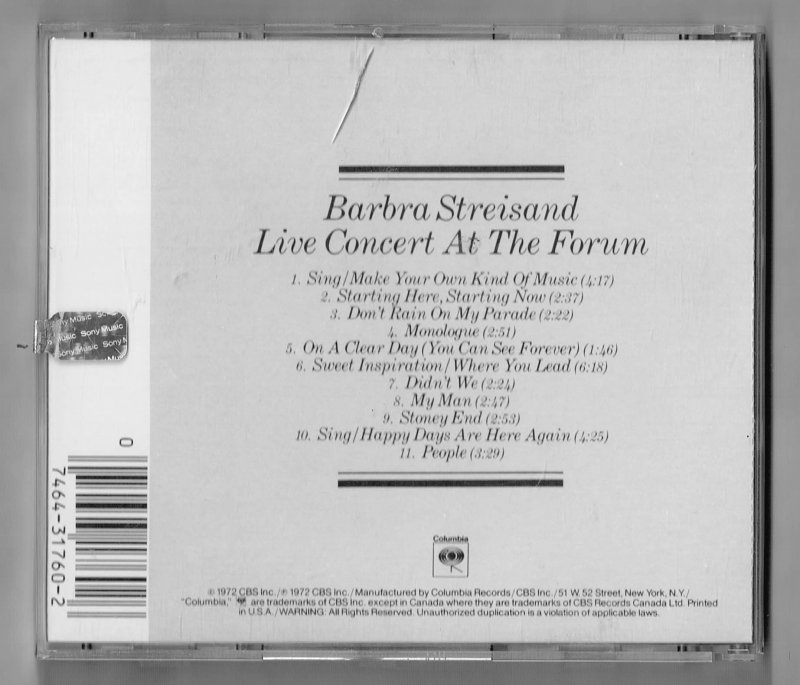 Barbra Streisand
Live Concert At The Forum
1. Sing/Make Your Own Kind Of Music (4:17)
2. Starting Here, Starting Now (2:37)
3. Don't Rain On My Parade (2:22)
4. Monologue (2:51)
5. On A Clear Day (You Can See Forever) (1:46)
6. Sweet Inspiration/Where You Lead (6:18)
7. Didn't We (2:24)
8. My Man (2:47)
9. Stoney End (2:53)
10. Sing/Happy Days Are Here Again (4:25)
11. People (3:29)
Columbia
© 1972 CBS Inc./℗ 1972 CBS Inc./Manufactured by Columbia Records/CBS Inc./51 W. 52 Street, New York, N.Y./
"Columbia," are trademarks of CBS Inc. except in Canada where they are trademarks of CBS Records Canada Ltd. Printed
in U.S.A./WARNING: All Rights Reserved. Unauthorized duplication is a violation of applicable laws.
Sony Music
Sony Music
Sony Music
0
7464-31760-2